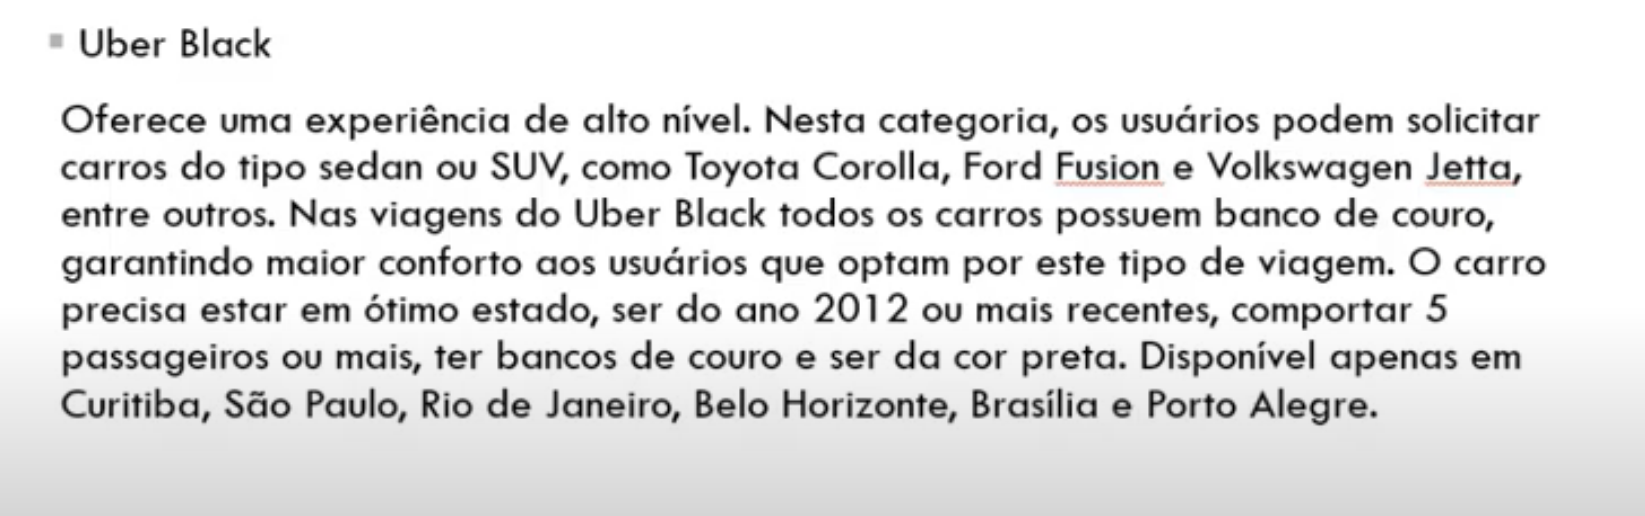 Uber Black
Oferece uma experiência de alto nível. Nesta categoria, os usuários podem solicitar
carros do tipo sedan ou SUV, como Toyota Corolla, Ford Fusion e Volkswagen Jetta,
entre outros. Nas viagens do Uber Black todos os carros possuem banco de couro,
garantindo maior conforto aos usuários que optam por este tipo de viagem. O carro
precisa estar em ótimo estado, ser do ano 2012 ou mais recentes, comportar 5
passageiros ou mais, ter bancos de couro e ser da cor preta. Disponível apenas em
Curitiba, São Paulo, Rio de Janeiro, Belo Horizonte, Brasília e Porto Alegre.